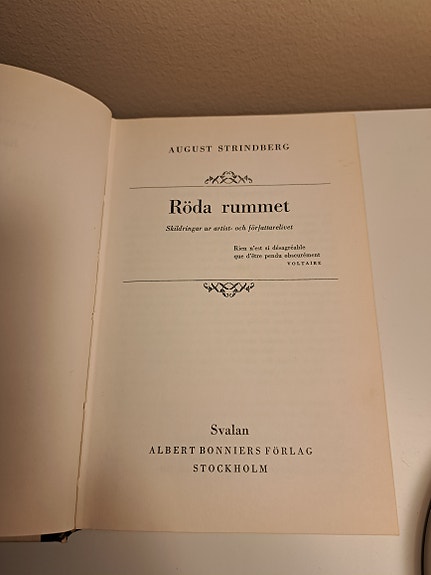 AUGUST STRINDBERG
Röda rummet
Skildringar ur artist- och författarelivet
Rien n'est si désagréable
que d'être pendu obscurément
VOLTAIRE
Svalan
ALBERT BONNIERS FÖRLAG
STOCKHOLM